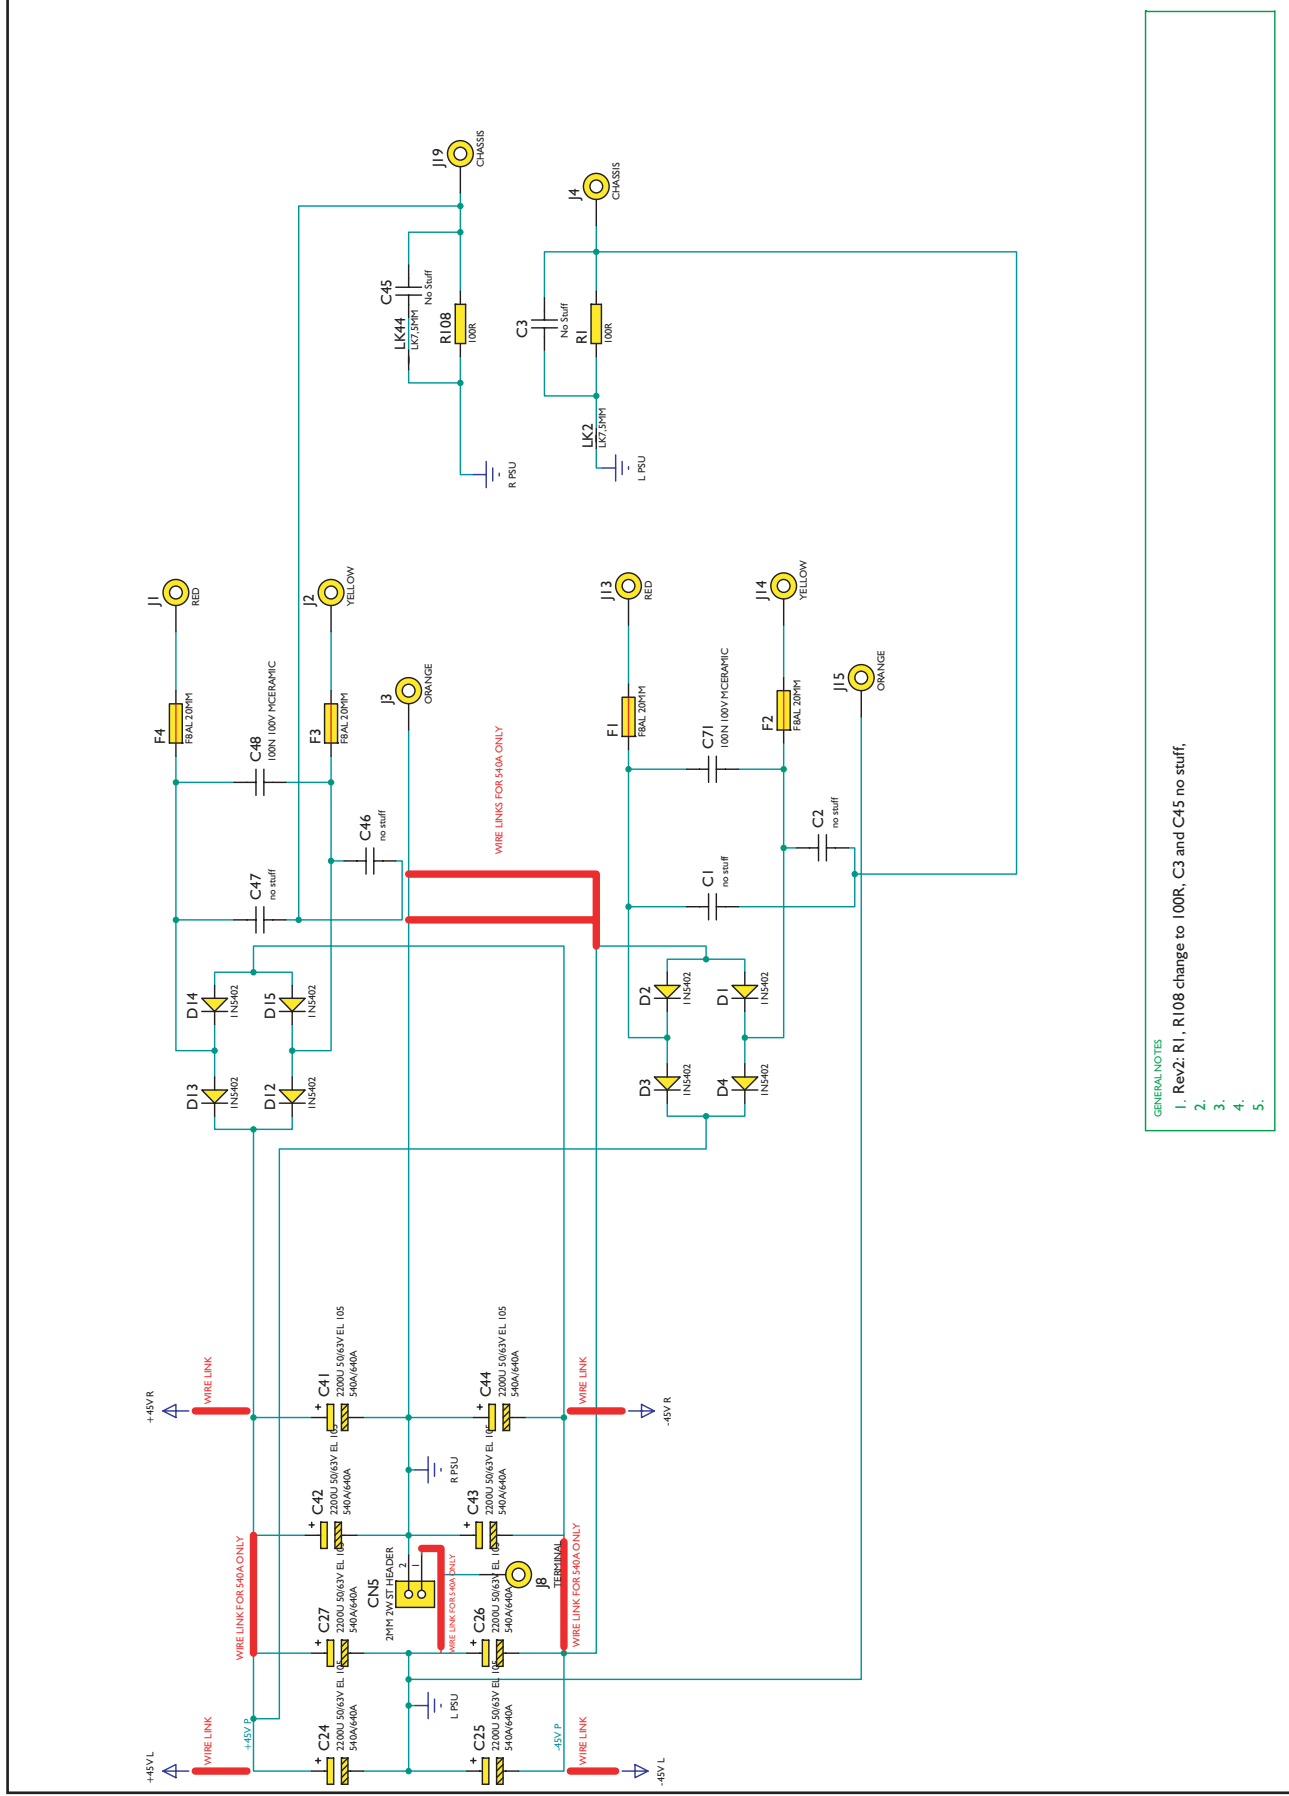 J19
CHASSIS
J4
CHASSIS
C45
No Stuff
LK44
LK7.5MM
R108
100R
C3
No Stuff
R1
100R
LK2
LK7.5MM
R PSU
L PSU
J1
RED
J2
YELLOW
J3
ORANGE
J13
RED
J14
YELLOW
J15
ORANGE
F4
F8AL 20MM
F3
F8AL 20MM
F1
F8AL 20MM
F2
F8AL 20MM
C48
100N 100V MCERAMIC
C71
100N 100V MCERAMIC
C47
no stuff
C46
no stuff
C1
no stuff
C2
no stuff
WIRE LINKS FOR 540A ONLY
D14
1N5402
D15
1N5402
D13
1N5402
D12
1N5402
D2
1N5402
D1
1N5402
D3
1N5402
D4
1N5402
+45V R
WIRE LINK
C41
2200U 50/63V EL 105
540A/640A
C44
2200U 50/63V EL 105
540A/640A
WIRE LINK
-45V R
R PSU
C42
2200U 50/63V EL 105
540A/640A
C43
2200U 50/63V EL 105
540A/640A
WIRE LINK FOR 540A ONLY
CN5
2MM 2W ST HEADER
2
1
WIRE LINK FOR 540A ONLY
J8
TERMINAL
WIRE LINK FOR 540A ONLY
C27
2200U 50/63V EL 105
540A/640A
C26
2200U 50/63V EL 105
540A/640A
L PSU
+45V L
WIRE LINK
+45V P
C24
2200U 50/63V EL 105
540A/640A
C25
2200U 50/63V EL 105
540A/640A
-45V P
WIRE LINK
-45V L
GENERAL NOTES
1. Rev2: R1, R108 change to 100R, C3 and C45 no stuff,
2.
3.
4.
5.